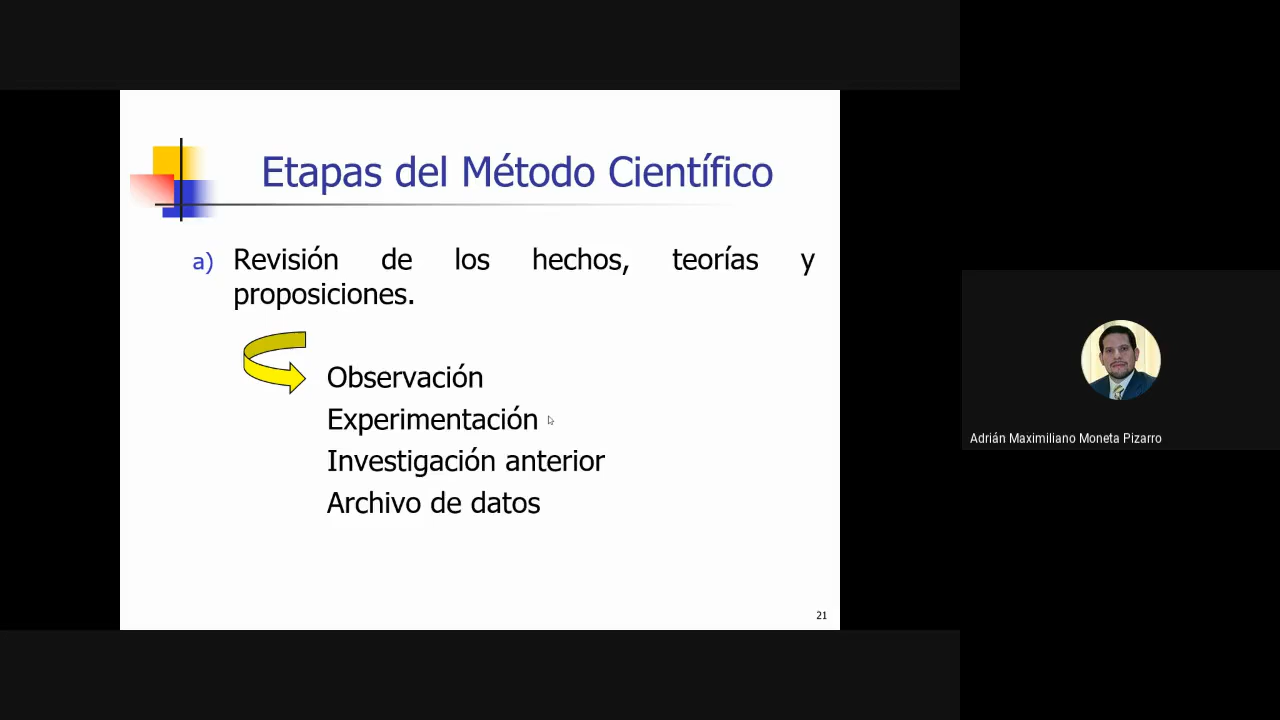 Etapas del Método Científico
a) Revisión de los hechos, teorías y
proposiciones.
Observación
Experimentación
Investigación anterior
Archivo de datos
21
Adrián Maximiliano Moneta Pizarro